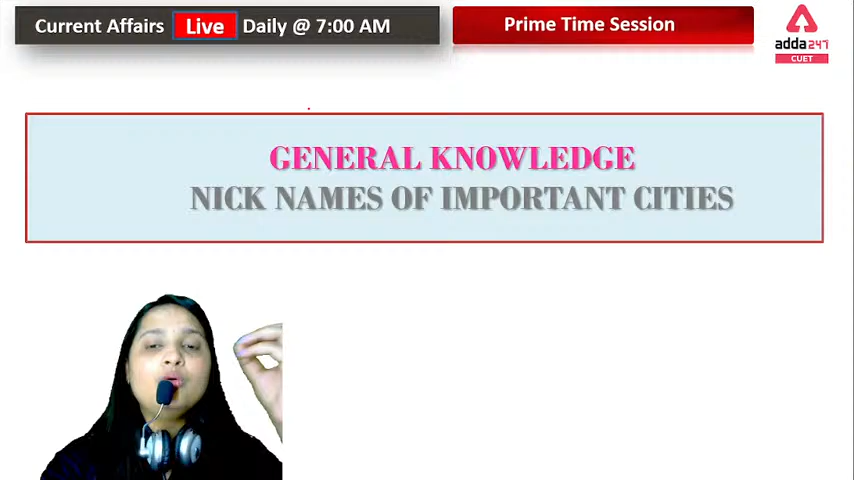 Current Affairs Live Daily @ 7:00 AM
Prime Time Session
adda247
CUET
GENERAL KNOWLEDGE
NICK NAMES OF IMPORTANT CITIES